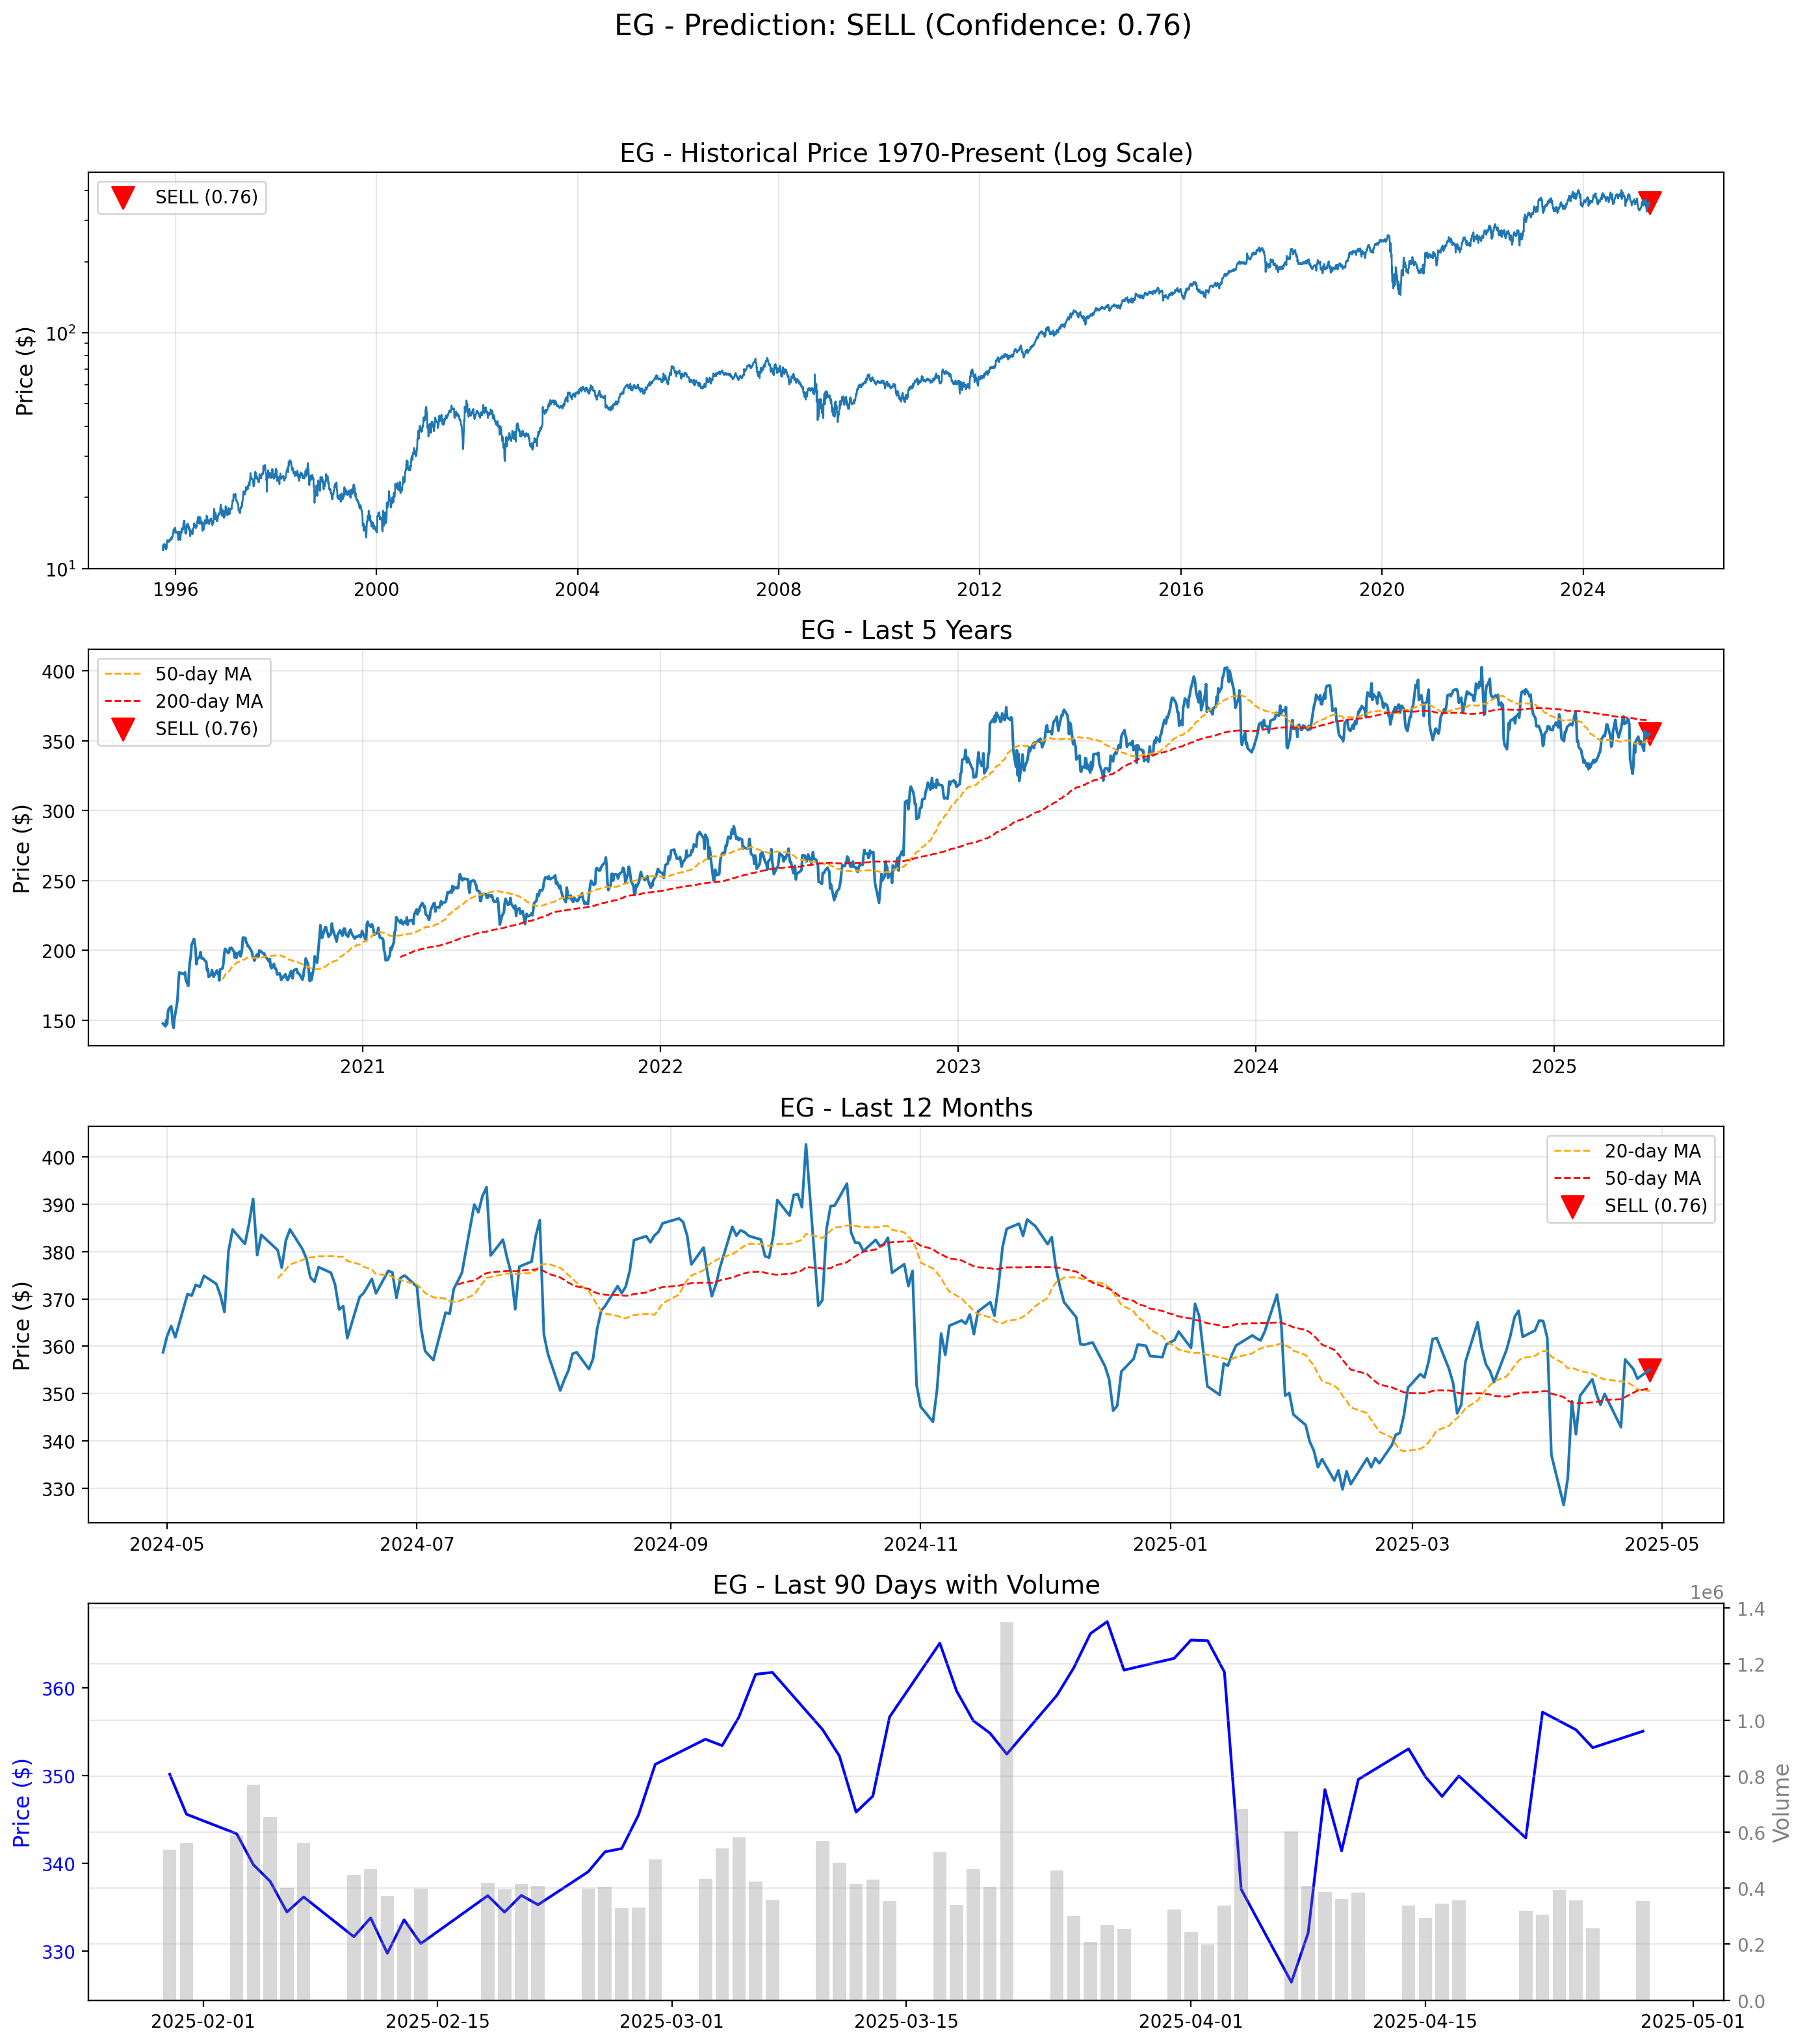 EG - Prediction: SELL (Confidence: 0.76)
EG - Historical Price 1970-Present (Log Scale)
SELL (0.76)
Price ($)
10²
10¹
1996 2000 2004 2008 2012 2016 2020 2024
EG - Last 5 Years
50-day MA
200-day MA
SELL (0.76)
Price ($)
400
350
300
250
200
150
2021 2022 2023 2024 2025
EG - Last 12 Months
20-day MA
50-day MA
SELL (0.76)
Price ($)
400
390
380
370
360
350
340
330
2024-05 2024-07 2024-09 2024-11 2025-01 2025-03 2025-05
EG - Last 90 Days with Volume
1e6
Price ($)
360
350
340
330
1.4
1.2
1.0
0.8
0.6
0.4
0.2
0.0
Volume
2025-02-01 2025-02-15 2025-03-01 2025-03-15 2025-04-01 2025-04-15 2025-05-01